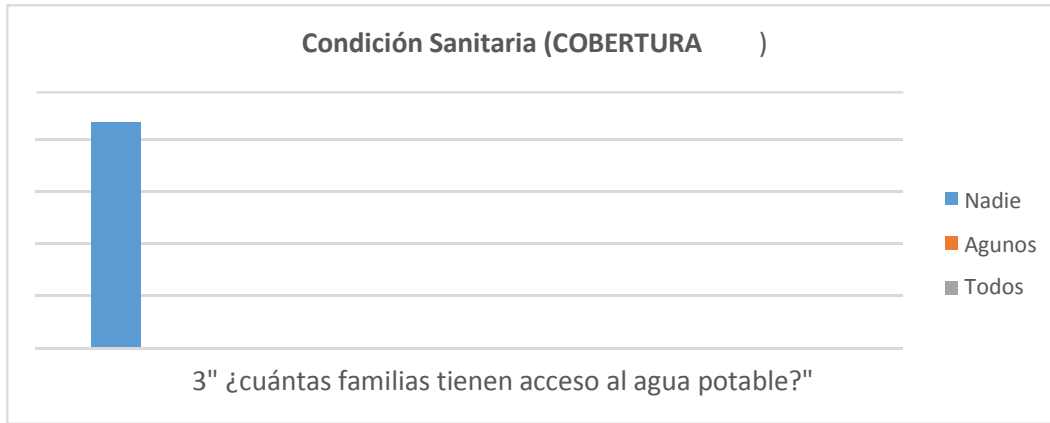 Condición Sanitaria (COBERTURA )
Nadie
Agunos
Todos
3" ¿cuántas familias tienen acceso al agua potable?"